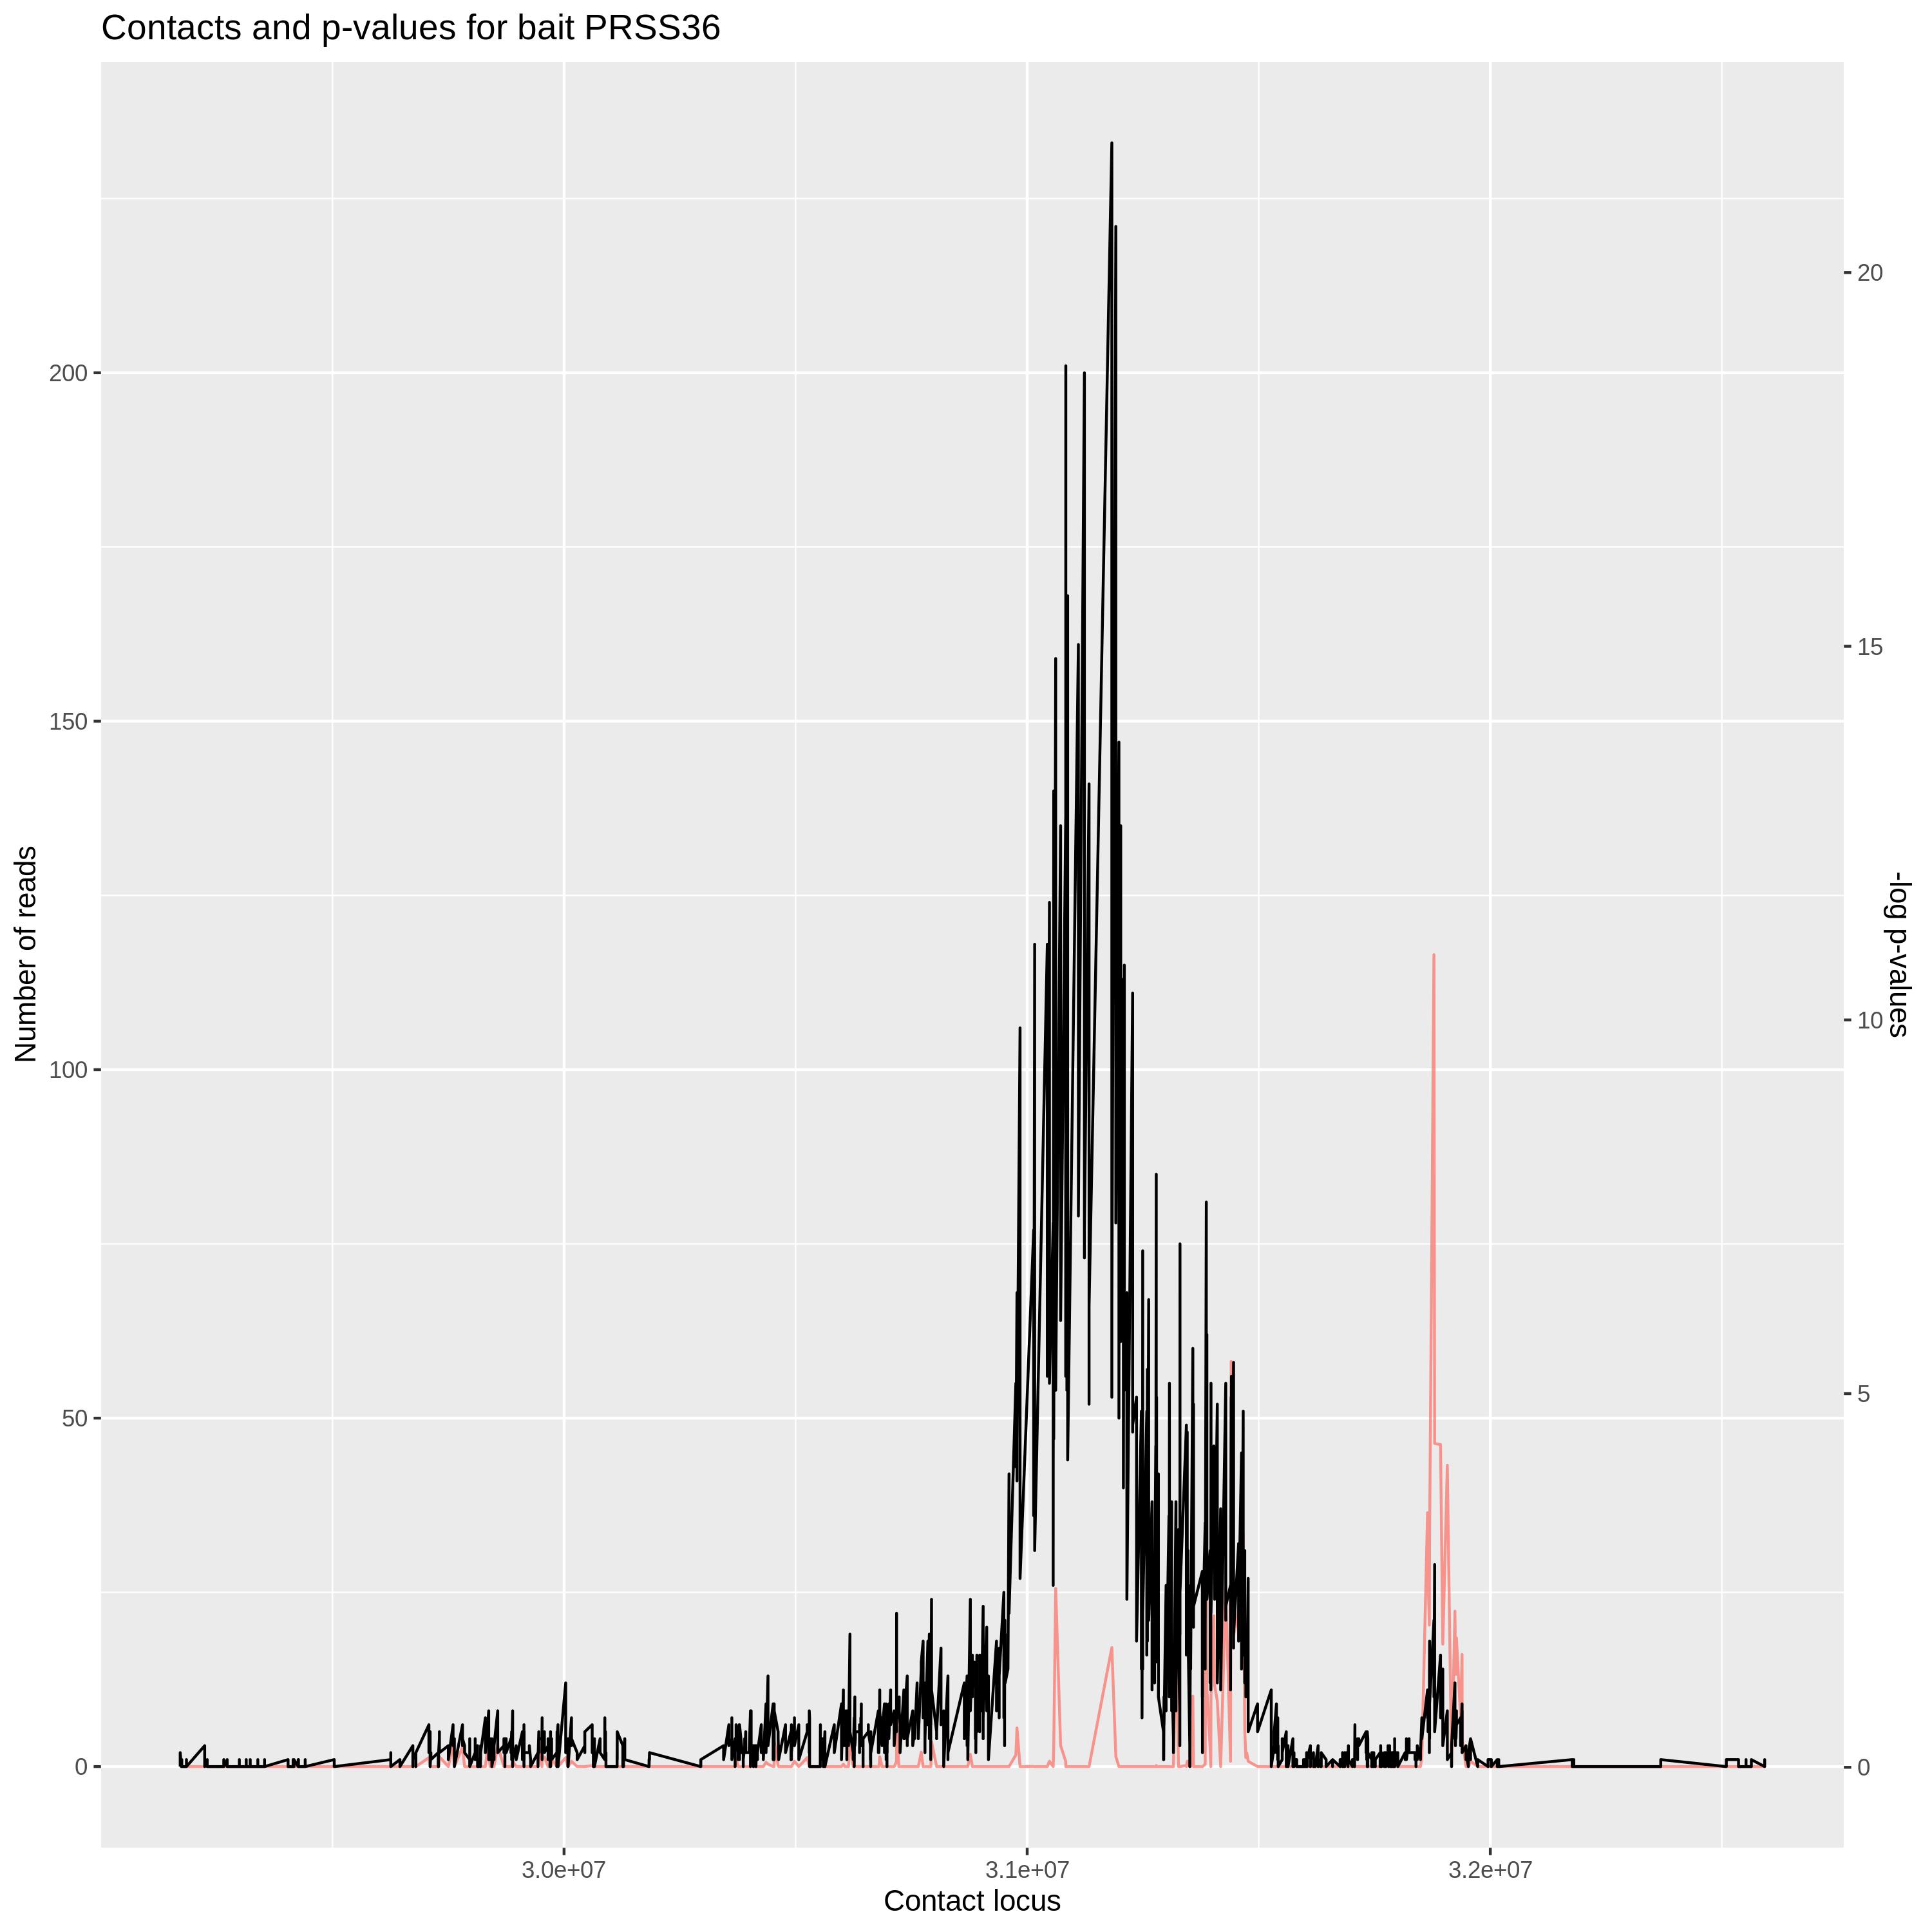 Contacts and p-values for bait PRSS36
Number of reads
200
150
100
50
0
20
15
10
5
0
-log p-values
3.0e+07
3.1e+07
3.2e+07
Contact locus